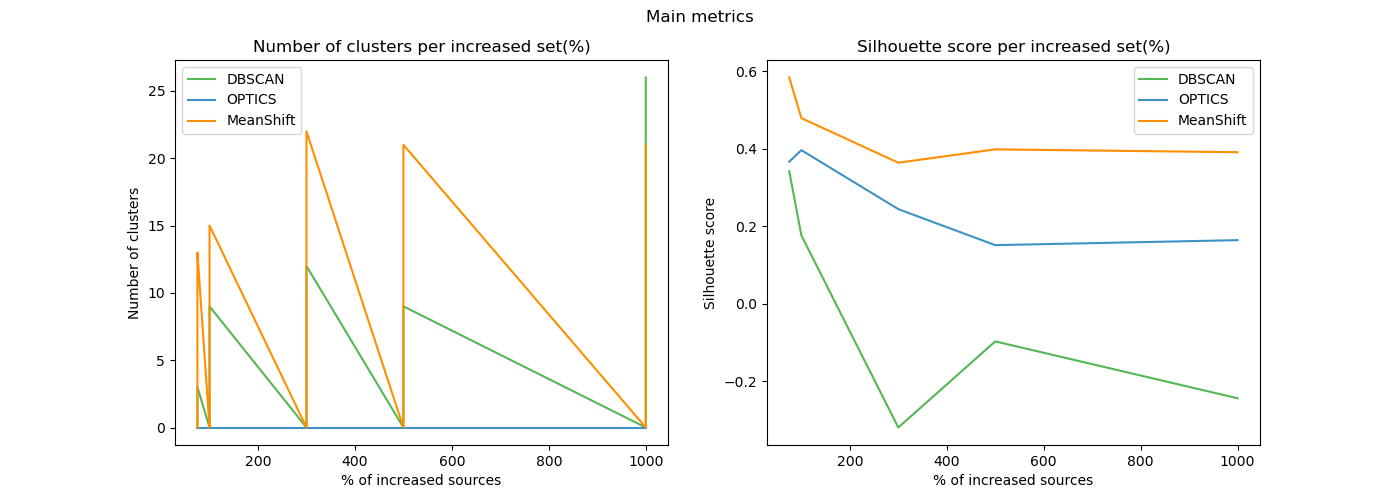 Main metrics
Number of clusters per increased set(%)
DBSCAN
OPTICS
MeanShift
Number of clusters
25
20
15
10
5
0
200
400
600
800
1000
% of increased sources
Silhouette score per increased set(%)
DBSCAN
OPTICS
MeanShift
Silhouette score
0.6
0.4
0.2
0.0
−0.2
200
400
600
800
1000
% of increased sources